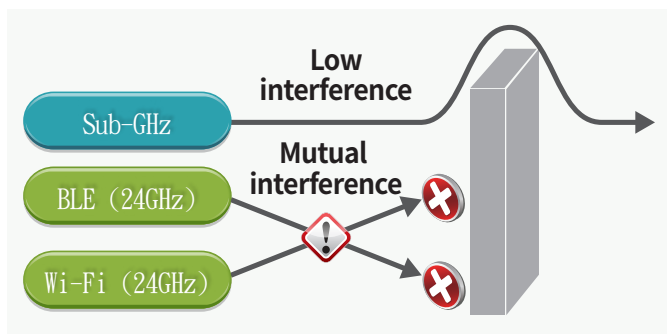 Low
interference
Sub-GHz
Mutual
interference
BLE (24GHz)
Wi-Fi (24GHz)